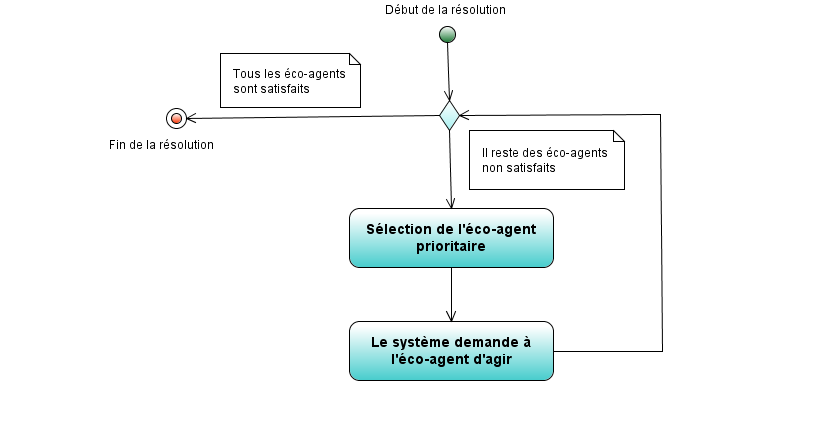 Début de la résolution
Tous les éco-agents
sont satisfaits
Fin de la résolution
Il reste des éco-agents
non satisfaits
Sélection de l'éco-agent
prioritaire
Le système demande à
l'éco-agent d'agir